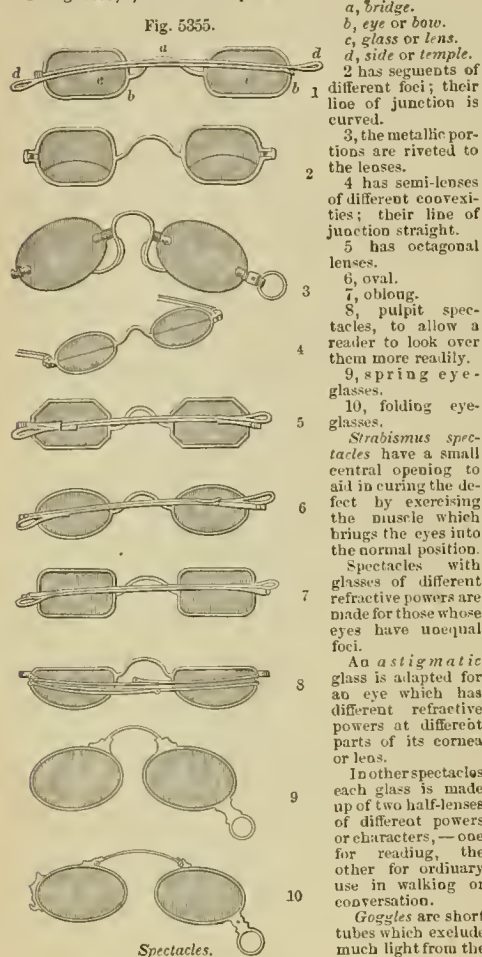 Fig. 5355.
a
d
d
c
c
b
b
1
2
3
4
5
6
7
8
9
10
Spectacles.
a, bridge.
b, eye or bow.
c, glass or lens.
d, side or temple.
2 has segments of
different foci; their
line of junction is
curved.
3, the metallic por-
tions are riveted to
the lenses.
4 has semi-lenses
of different convexi-
ties; their line of
junction straight.
5 has octagonal
lenses.
6, oval.
7, oblong.
8, pulpit spec-
tacles, to allow a
reader to look over
them more readily.
9, spring eye-
glasses.
10, folding eye-
glasses.
Strabismus spec-
tacles have a small
central opening to
aid in curing the de-
fect by exercising
the muscle which
brings the eyes into
the normal position.
Spectacles with
glasses of different
refractive powers are
made for those whose
eyes have unequal
foci.
An astigmatic
glass is adapted for
an eye which has
different refractive
powers at different
parts of its cornea
or lens.
In other spectacles
each glass is made
up of two half-lenses
of different powers
or characters, — one
for reading, the
other for ordinary
use in walking or
conversation.
Goggles are short
tubes which exclude
much light from the